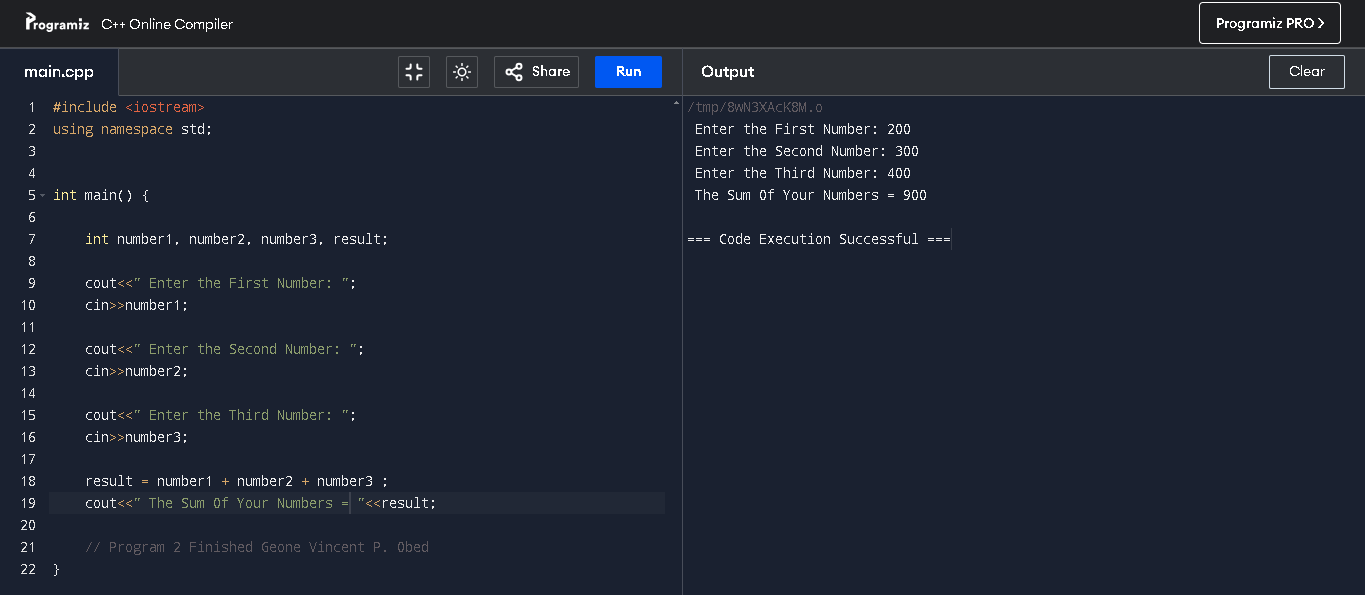 Programiz C++ Online Compiler Programiz PRO >
main.cpp Share Run Output Clear
1 #include <iostream>
2 using namespace std;
3
4
5 int main() {
6
7 int number1, number2, number3, result;
8
9 cout<<" Enter the First Number: ";
10 cin>>number1;
11
12 cout<<" Enter the Second Number: ";
13 cin>>number2;
14
15 cout<<" Enter the Third Number: ";
16 cin>>number3;
17
18 result = number1 + number2 + number3 ;
19 cout<<" The Sum Of Your Numbers = "<<result;
20
21 // Program 2 Finished Geone Vincent P. Obed
22 }
/tmp/8wN3XAcK8M.o
Enter the First Number: 200
Enter the Second Number: 300
Enter the Third Number: 400
The Sum Of Your Numbers = 900
=== Code Execution Successful ===